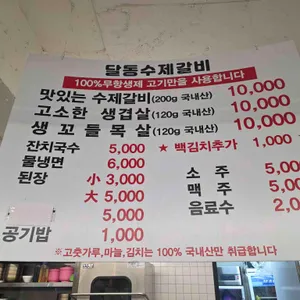 달동수제갈비
100%무항생제 고기만을 사용합니다
맛있는 수제갈비(200g 국내산) 10,000
고소한 생겹살(120g 국내산) 10,000
생 꼬들목살(120g 국내산) 10,000
잔치국수 5,000 ★ 백김치추가 1,000
물냉면 6,000
된장 小 3,000 소 주 5,000
大 5,000 맥 주 5,000
5,000 음료수
공기밥 1,000
※고춧가루,마늘,김치는 100% 국내산만 취급합니다